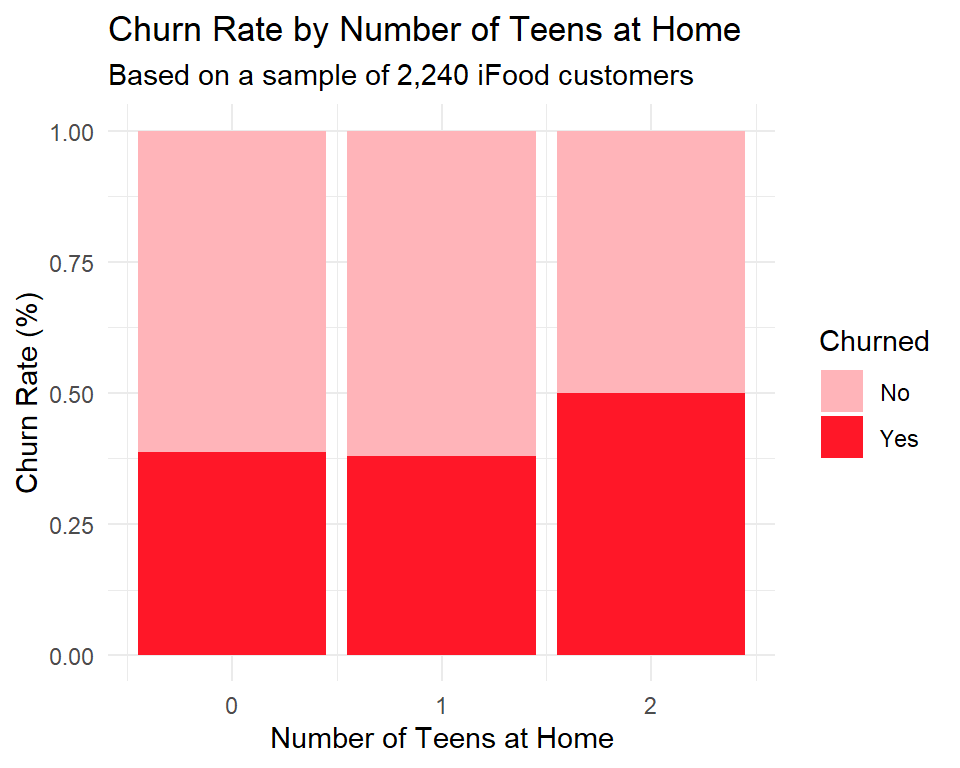 Churn Rate by Number of Teens at Home
Based on a sample of 2,240 iFood customers
Churn Rate (%)
1.00
0.75
0.50
0.25
0.00
0 1 2
Number of Teens at Home
Churned
No
Yes